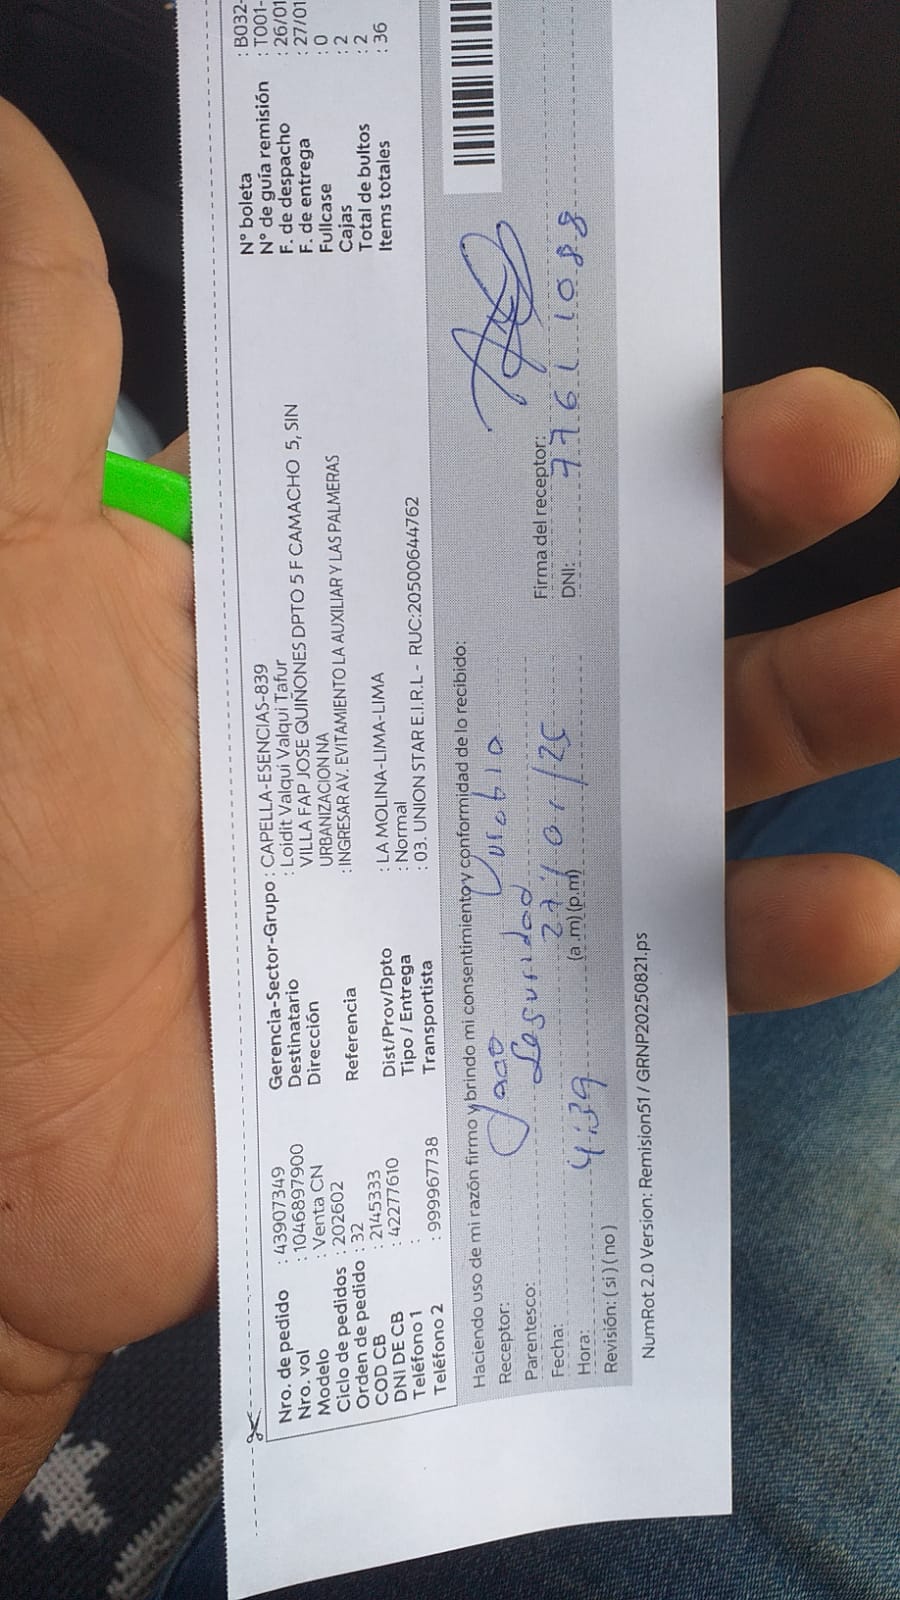 Nro. de pedido : 43907349
Nro. vol : 1046897900
Modelo : Venta CN
Ciclo de pedidos : 202602
Orden de pedido : 32
COD CB : 2145333
DNI DE CB : 42277610
Teléfono 1 :
Teléfono 2 : 999967738
Gerencia-Sector-Grupo : CAPELLA-ESENCIAS-839
Destinatario : Loidit Valqui Valqui Tafur
Dirección : VILLA FAP JOSE QUIÑONES DPTO 5 F CAMACHO 5, SIN
URBANIZACION NA
Referencia : INGRESAR AV. EVITAMIENTO LA AUXILIAR Y LAS PALMERAS
Dist/Prov/Dpto : LA MOLINA-LIMA-LIMA
Tipo / Entrega : Normal
Transportista : 03. UNION STAR E.I.R.L - RUC:20500644762
N° boleta : B032-
N° de guía remisión : T001-
F. de despacho : 26/01
F. de entrega : 27/01
Fullcase : 0
Cajas : 2
Total de bultos : 2
Items totales : 36
Haciendo uso de mi razón firmo y brindo mi consentimiento y conformidad de lo recibido:
Receptor:
Parentesco:
Fecha: 27/01/25
Hora: 4:39 (a.m) (p.m)
Revisión: ( si ) ( no )
Firma del receptor:
DNI: 77611088
NumRot 2.0 Version: Remision51 / GRNP20250821.ps